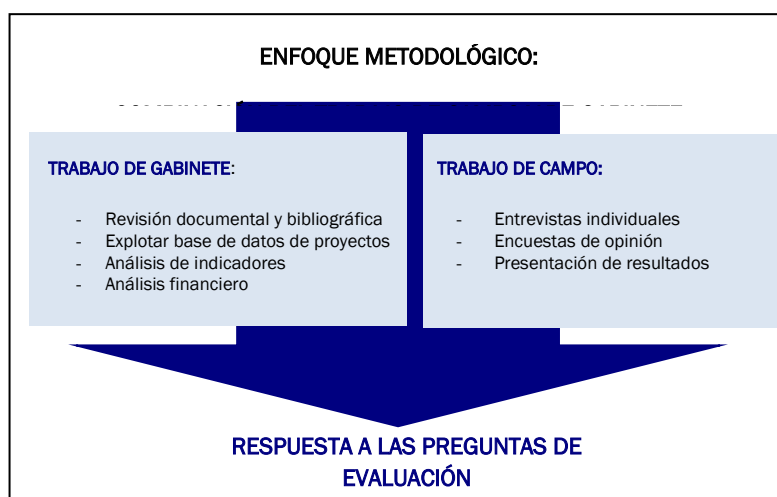 ENFOQUE METODOLÓGICO:
TRABAJO DE GABINETE:
- Revisión documental y bibliográfica
- Explotar base de datos de proyectos
- Análisis de indicadores
- Análisis financiero
TRABAJO DE CAMPO:
- Entrevistas individuales
- Encuestas de opinión
- Presentación de resultados
RESPUESTA A LAS PREGUNTAS DE
EVALUACIÓN